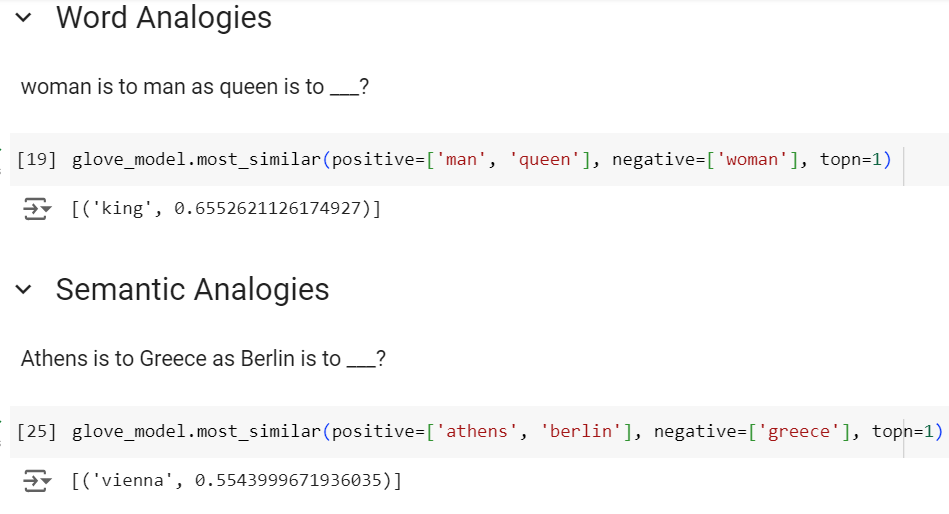 Word Analogies
woman is to man as queen is to ___?
[19] glove_model.most_similar(positive=['man', 'queen'], negative=['woman'], topn=1)
[('king', 0.6552621126174927)]
Semantic Analogies
Athens is to Greece as Berlin is to ___?
[25] glove_model.most_similar(positive=['athens', 'berlin'], negative=['greece'], topn=1)
[('vienna', 0.5543999671936035)]